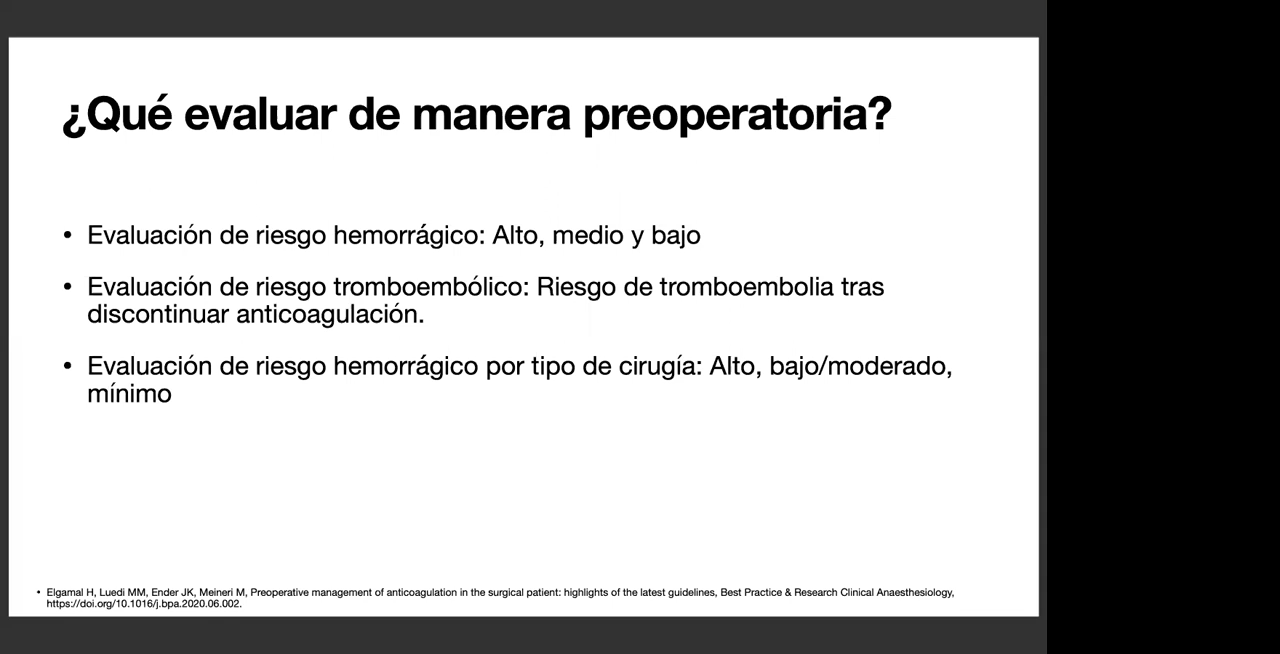 ¿Qué evaluar de manera preoperatoria?
• Evaluación de riesgo hemorrágico: Alto, medio y bajo
• Evaluación de riesgo tromboembólico: Riesgo de tromboembolia tras
discontinuar anticoagulación.
• Evaluación de riesgo hemorrágico por tipo de cirugía: Alto, bajo/moderado,
mínimo
• Elgamal H, Luedi MM, Ender JK, Meineri M, Preoperative management of anticoagulation in the surgical patient: highlights of the latest guidelines, Best Practice & Research Clinical Anaesthesiology,
https://doi.org/10.1016/j.bpa.2020.06.002.